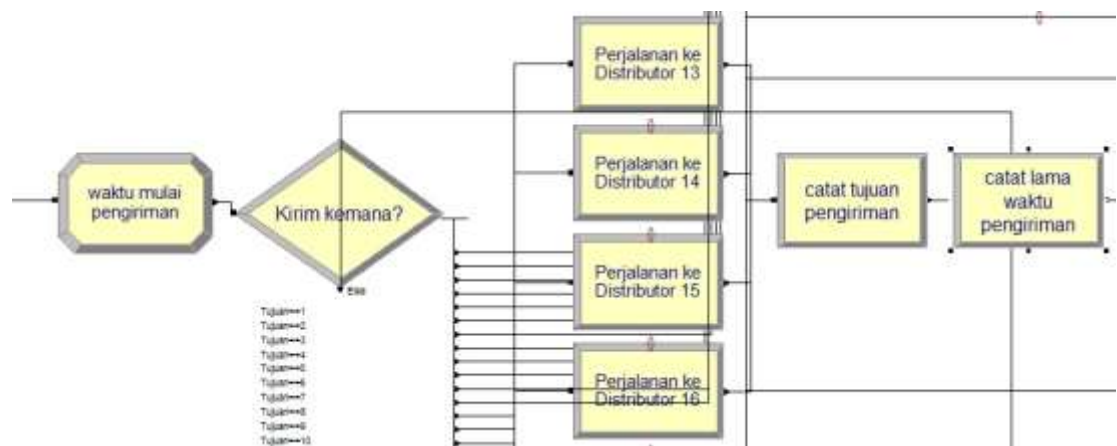 Perjalanan ke
Distributor 13
waktu mulai
pengiriman
Kirim kemana?
Else
Perjalanan ke
Distributor 14
catat tujuan
pengiriman
catat lama
waktu
pengiriman
Perjalanan ke
Distributor 15
Tujuan==1
Tujuan==2
Tujuan==3
Tujuan==4
Tujuan==5
Tujuan==6
Tujuan==7
Tujuan==8
Tujuan==9
Tujuan==10
Perjalanan ke
Distributor 16